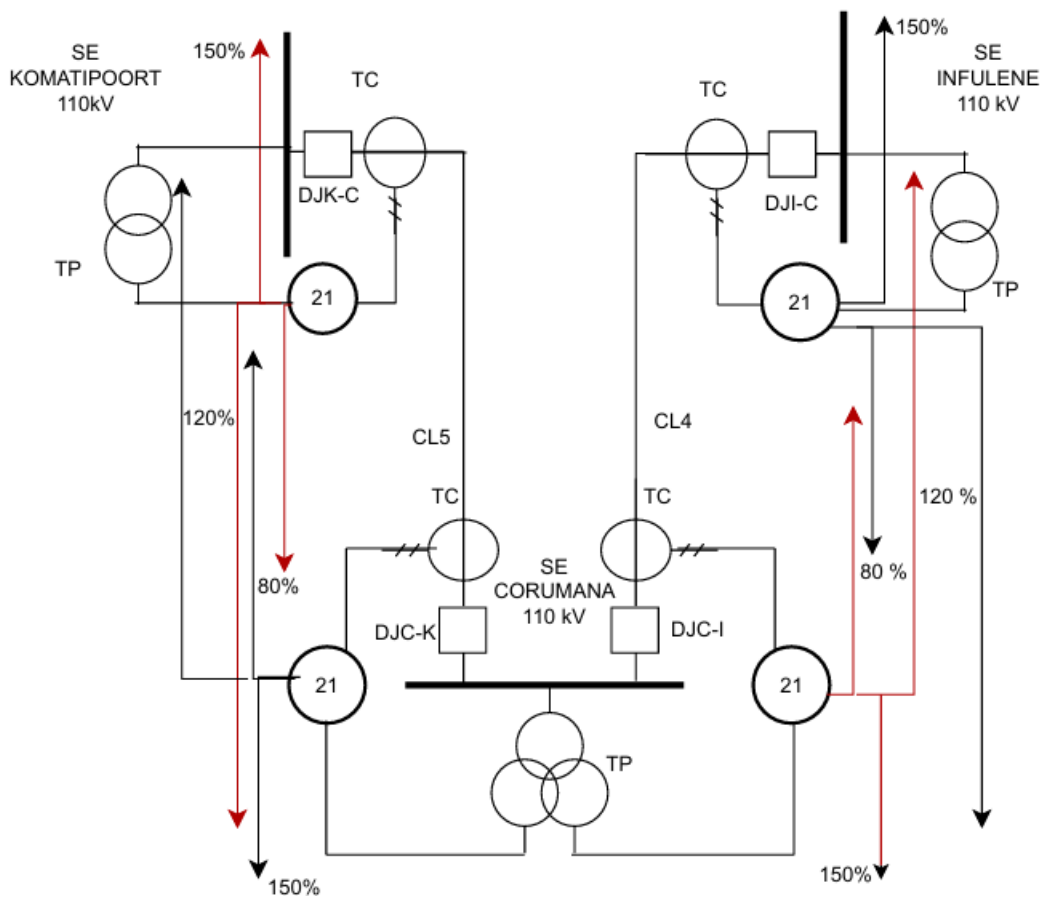 150%
SE
KOMATIPOORT
110kV
TC
DJK-C
TP
21
TC
150%
SE
INFULENE
110 kV
DJI-C
21
TP
120%
CL5
CL4
120 %
80%
80 %
TC
TC
SE
CORUMANA
110 kV
DJC-K
DJC-I
21
21
TP
150%
150%